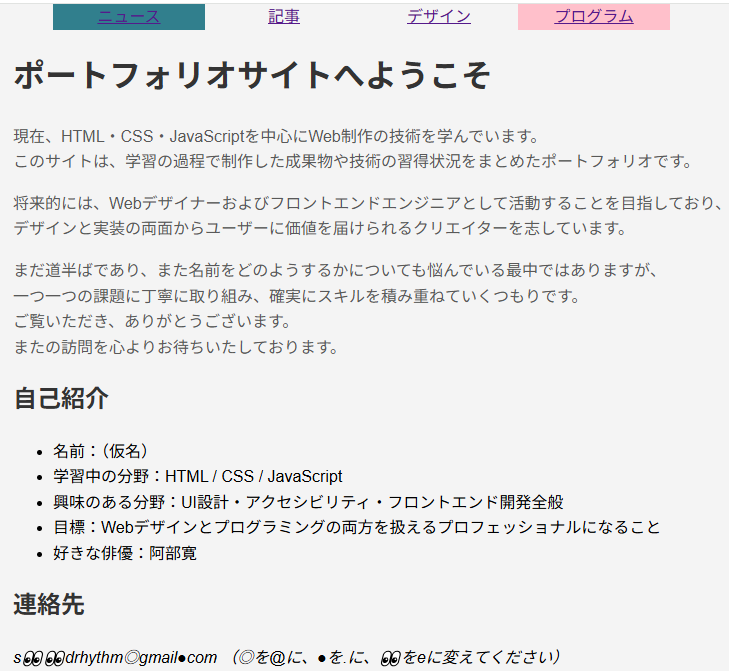 ニュース 記事 デザイン プログラム
ポートフォリオサイトへようこそ
現在、HTML・CSS・JavaScriptを中心にWeb制作の技術を学んでいます。
このサイトは、学習の過程で制作した成果物や技術の習得状況をまとめたポートフォリオです。
将来的には、Webデザイナーおよびフロントエンドエンジニアとして活動することを目指しており、
デザインと実装の両面からユーザーに価値を届けられるクリエイターを志しています。
まだ道半ばであり、また名前をどのようするかについても悩んでいる最中ではありますが、
一つ一つの課題に丁寧に取り組み、確実にスキルを積み重ねていくつもりです。
ご覧いただき、ありがとうございます。
またの訪問を心よりお待ちいたしております。
自己紹介
• 名前：（仮名）
• 学習中の分野：HTML / CSS / JavaScript
• 興味のある分野：UI設計・アクセシビリティ・フロントエンド開発全般
• 目標：Webデザインとプログラミングの両方を扱えるプロフェッショナルになること
• 好きな俳優：阿部寛
連絡先
s👀👀drhythm◎gmail●com （◎を@に、●を.に、👀をeに変えてください）